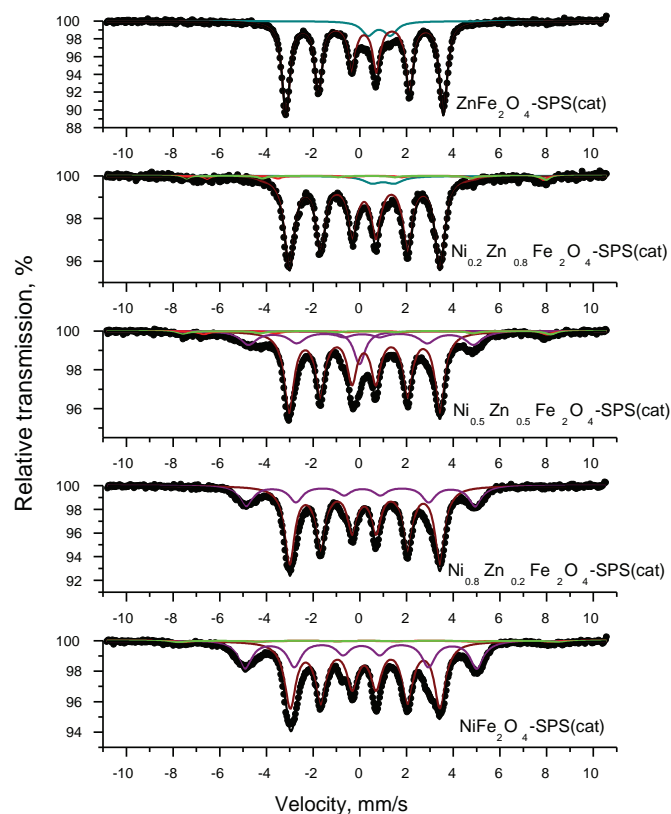 Relative transmission, %
100
98
96
94
92
90
88
ZnFe2O4-SPS(cat)
-10 -8 -6 -4 -2 0 2 4 6 8 10
100
98
96
Ni0.2Zn0.8Fe2O4-SPS(cat)
-10 -8 -6 -4 -2 0 2 4 6 8 10
100
98
96
Ni0.5Zn0.5Fe2O4-SPS(cat)
-10 -8 -6 -4 -2 0 2 4 6 8 10
100
98
96
94
92
Ni0.8Zn0.2Fe2O4-SPS(cat)
-10 -8 -6 -4 -2 0 2 4 6 8 10
100
98
96
94
NiFe2O4-SPS(cat)
-10 -8 -6 -4 -2 0 2 4 6 8 10
Velocity, mm/s